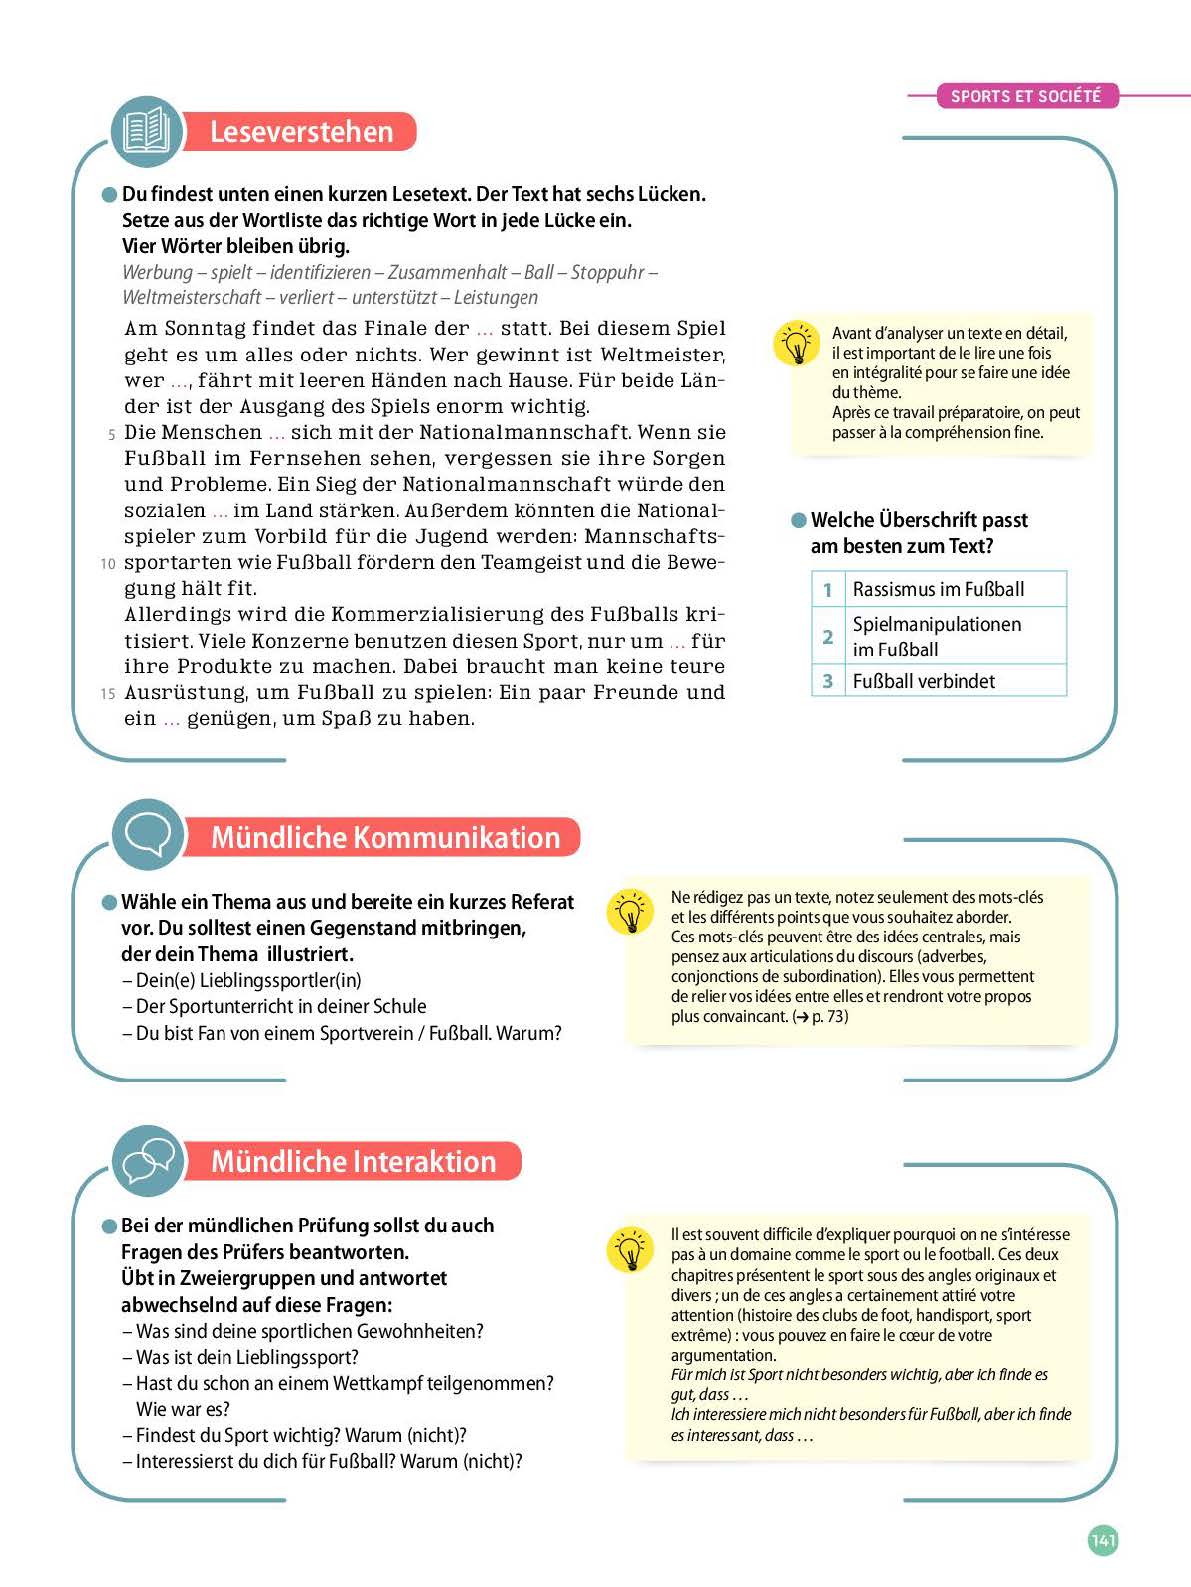 SPORTS ET SOCIÉTÉ
Leseverstehen
Du findest unten einen kurzen Lesetext. Der Text hat sechs Lücken.
Setze aus der Wortliste das richtige Wort in jede Lücke ein.
Vier Wörter bleiben übrig.
Werbung – spielt – identifizieren – Zusammenhalt – Ball – Stoppuhr –
Weltmeisterschaft – verliert – unterstützt – Leistungen
Am Sonntag findet das Finale der ... statt. Bei diesem Spiel
geht es um alles oder nichts. Wer gewinnt ist Weltmeister,
wer ..., fährt mit leeren Händen nach Hause. Für beide Län-
der ist der Ausgang des Spiels enorm wichtig.
5 Die Menschen ... sich mit der Nationalmannschaft. Wenn sie
Fußball im Fernsehen sehen, vergessen sie ihre Sorgen
und Probleme. Ein Sieg der Nationalmannschaft würde den
sozialen ... im Land stärken. Außerdem könnten die National-
spieler zum Vorbild für die Jugend werden: Mannschafts-
10 sportarten wie Fußball fördern den Teamgeist und die Bewe-
gung hält fit.
Allerdings wird die Kommerzialisierung des Fußballs kri-
tisiert. Viele Konzerne benutzen diesen Sport, nur um ... für
ihre Produkte zu machen. Dabei braucht man keine teure
15 Ausrüstung, um Fußball zu spielen: Ein paar Freunde und
ein ... genügen, um Spaß zu haben.
Avant d'analyser un texte en détail,
il est important de le lire une fois
en intégralité pour se faire une idée
du thème.
Après ce travail préparatoire, on peut
passer à la compréhension fine.
Welche Überschrift passt
am besten zum Text?
1 Rassismus im Fußball
2 Spielmanipulationen
im Fußball
3 Fußball verbindet
Mündliche Kommunikation
Wähle ein Thema aus und bereite ein kurzes Referat
vor. Du solltest einen Gegenstand mitbringen,
der dein Thema illustriert.
– Dein(e) Lieblingssportler(in)
– Der Sportunterricht in deiner Schule
– Du bist Fan von einem Sportverein / Fußball. Warum?
Ne rédigez pas un texte, notez seulement des mots-clés
et les différents points que vous souhaitez aborder.
Ces mots-clés peuvent être des idées centrales, mais
pensez aux articulations du discours (adverbes,
conjonctions de subordination). Elles vous permettent
de relier vos idées entre elles et rendront votre propos
plus convaincant. (➔ p. 73)
Mündliche Interaktion
Bei der mündlichen Prüfung sollst du auch
Fragen des Prüfers beantworten.
Übt in Zweiergruppen und antwortet
abwechselnd auf diese Fragen:
– Was sind deine sportlichen Gewohnheiten?
– Was ist dein Lieblingssport?
– Hast du schon an einem Wettkampf teilgenommen?
Wie war es?
– Findest du Sport wichtig? Warum (nicht)?
– Interessierst du dich für Fußball? Warum (nicht)?
Il est souvent difficile d'expliquer pourquoi on ne s'intéresse
pas à un domaine comme le sport ou le football. Ces deux
chapitres présentent le sport sous des angles originaux et
divers ; un de ces angles a certainement attiré votre
attention (histoire des clubs de foot, handisport, sport
extrême) : vous pouvez en faire le cœur de votre
argumentation.
Für mich ist Sport nicht besonders wichtig, aber ich finde es
gut, dass ...
Ich interessiere mich nicht besonders für Fußball, aber ich finde
es interessant, dass ...
141